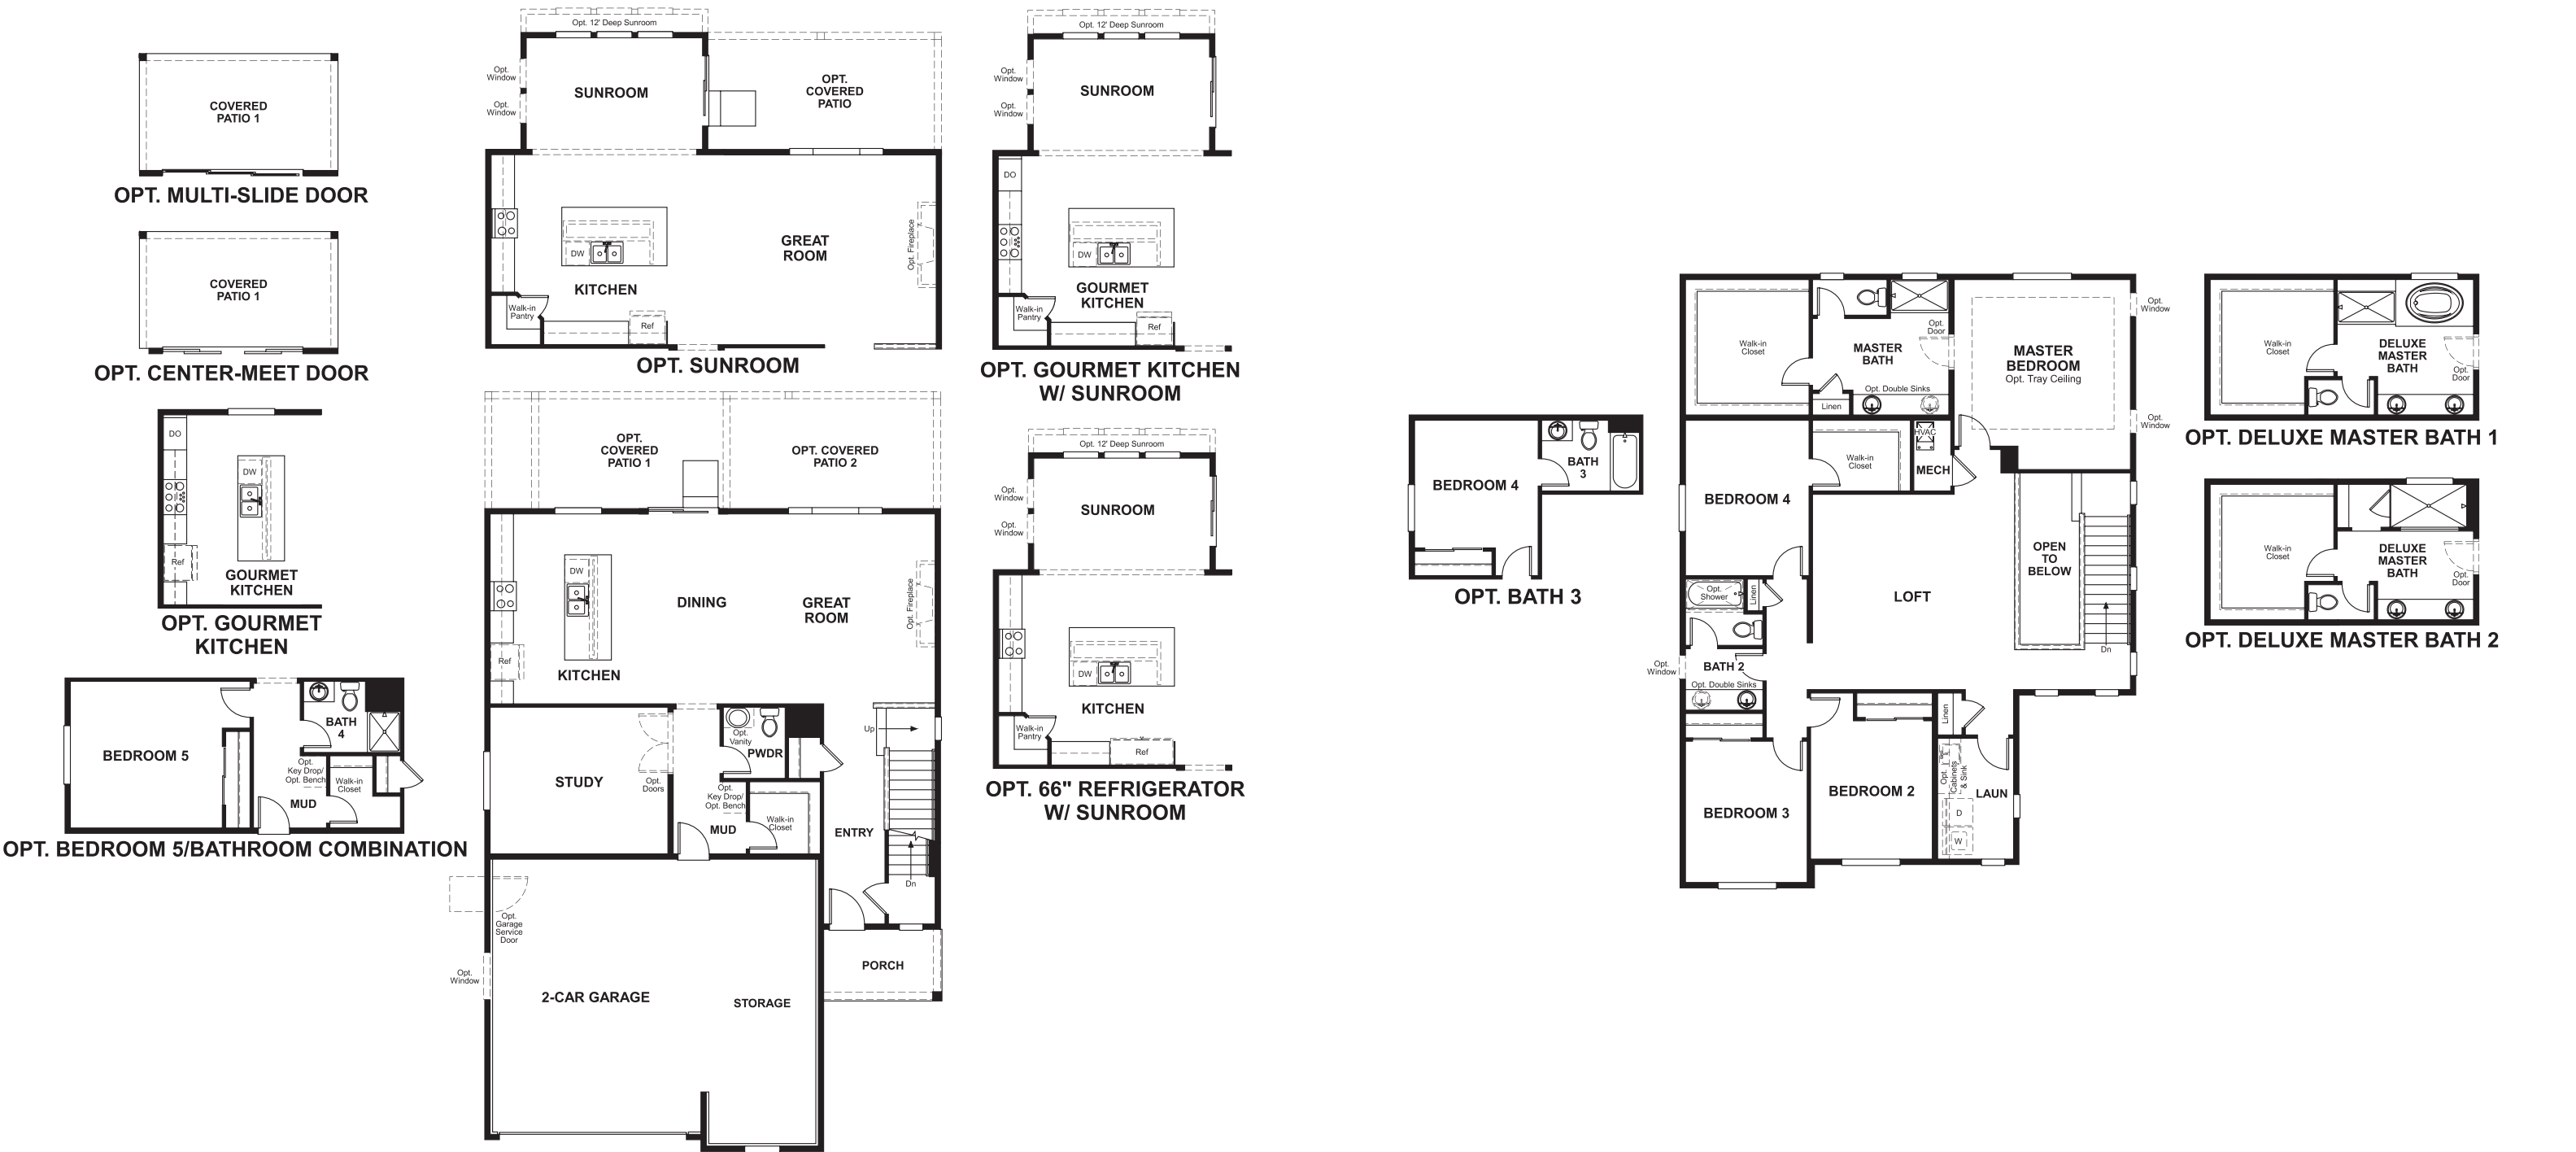 COVERED
PATIO 1
OPT. MULTI-SLIDE DOOR
COVERED
PATIO 1
OPT. CENTER-MEET DOOR
DO
DW
Ref
GOURMET
KITCHEN
OPT. GOURMET
KITCHEN
BEDROOM 5
BATH
4
Opt.
Key Drop/
Opt. Bench
Walk-in
Closet
MUD
OPT. BEDROOM 5/BATHROOM COMBINATION
Opt. 12' Deep Sunroom
Opt.
Window
Opt.
Window
SUNROOM
OPT.
COVERED
PATIO
DW
KITCHEN
GREAT
ROOM
Opt. Fireplace
Walk-in
Pantry
Ref
OPT. SUNROOM
OPT.
COVERED
PATIO 1
OPT. COVERED
PATIO 2
DW
DINING
GREAT
ROOM
Opt. Fireplace
Ref
KITCHEN
STUDY
Opt.
Doors
Opt.
Vanity
PWDR
Up
Opt.
Key Drop/
Opt. Bench
MUD
Walk-in
Closet
ENTRY
Dn
Opt.
Garage
Service
Door
Opt.
Window
2-CAR GARAGE
STORAGE
PORCH
Opt. 12' Deep Sunroom
Opt.
Window
Opt.
Window
SUNROOM
DO
DW
GOURMET
KITCHEN
Walk-in
Pantry
Ref
OPT. GOURMET KITCHEN
W/ SUNROOM
Opt. 12' Deep Sunroom
Opt.
Window
Opt.
Window
SUNROOM
DW
KITCHEN
Walk-in
Pantry
Ref
OPT. 66" REFRIGERATOR
W/ SUNROOM
BEDROOM 4
BATH
3
OPT. BATH 3
Walk-in
Closet
MASTER
BATH
Opt.
Door
Opt. Double Sinks
Linen
MASTER
BEDROOM
Opt. Tray Ceiling
Opt.
Window
Opt.
Window
BEDROOM 4
Walk-in
Closet
HVAC
MECH
OPEN
TO
BELOW
LOFT
Dn
Opt.
Shower
Linen
Opt.
Window
BATH 2
Opt. Double Sinks
BEDROOM 3
BEDROOM 2
Linen
Opt.
Cabinets
& Sink
LAUN
D
W
Walk-in
Closet
DELUXE
MASTER
BATH
Opt.
Door
OPT. DELUXE MASTER BATH 1
Walk-in
Closet
DELUXE
MASTER
BATH
Opt.
Door
OPT. DELUXE MASTER BATH 2